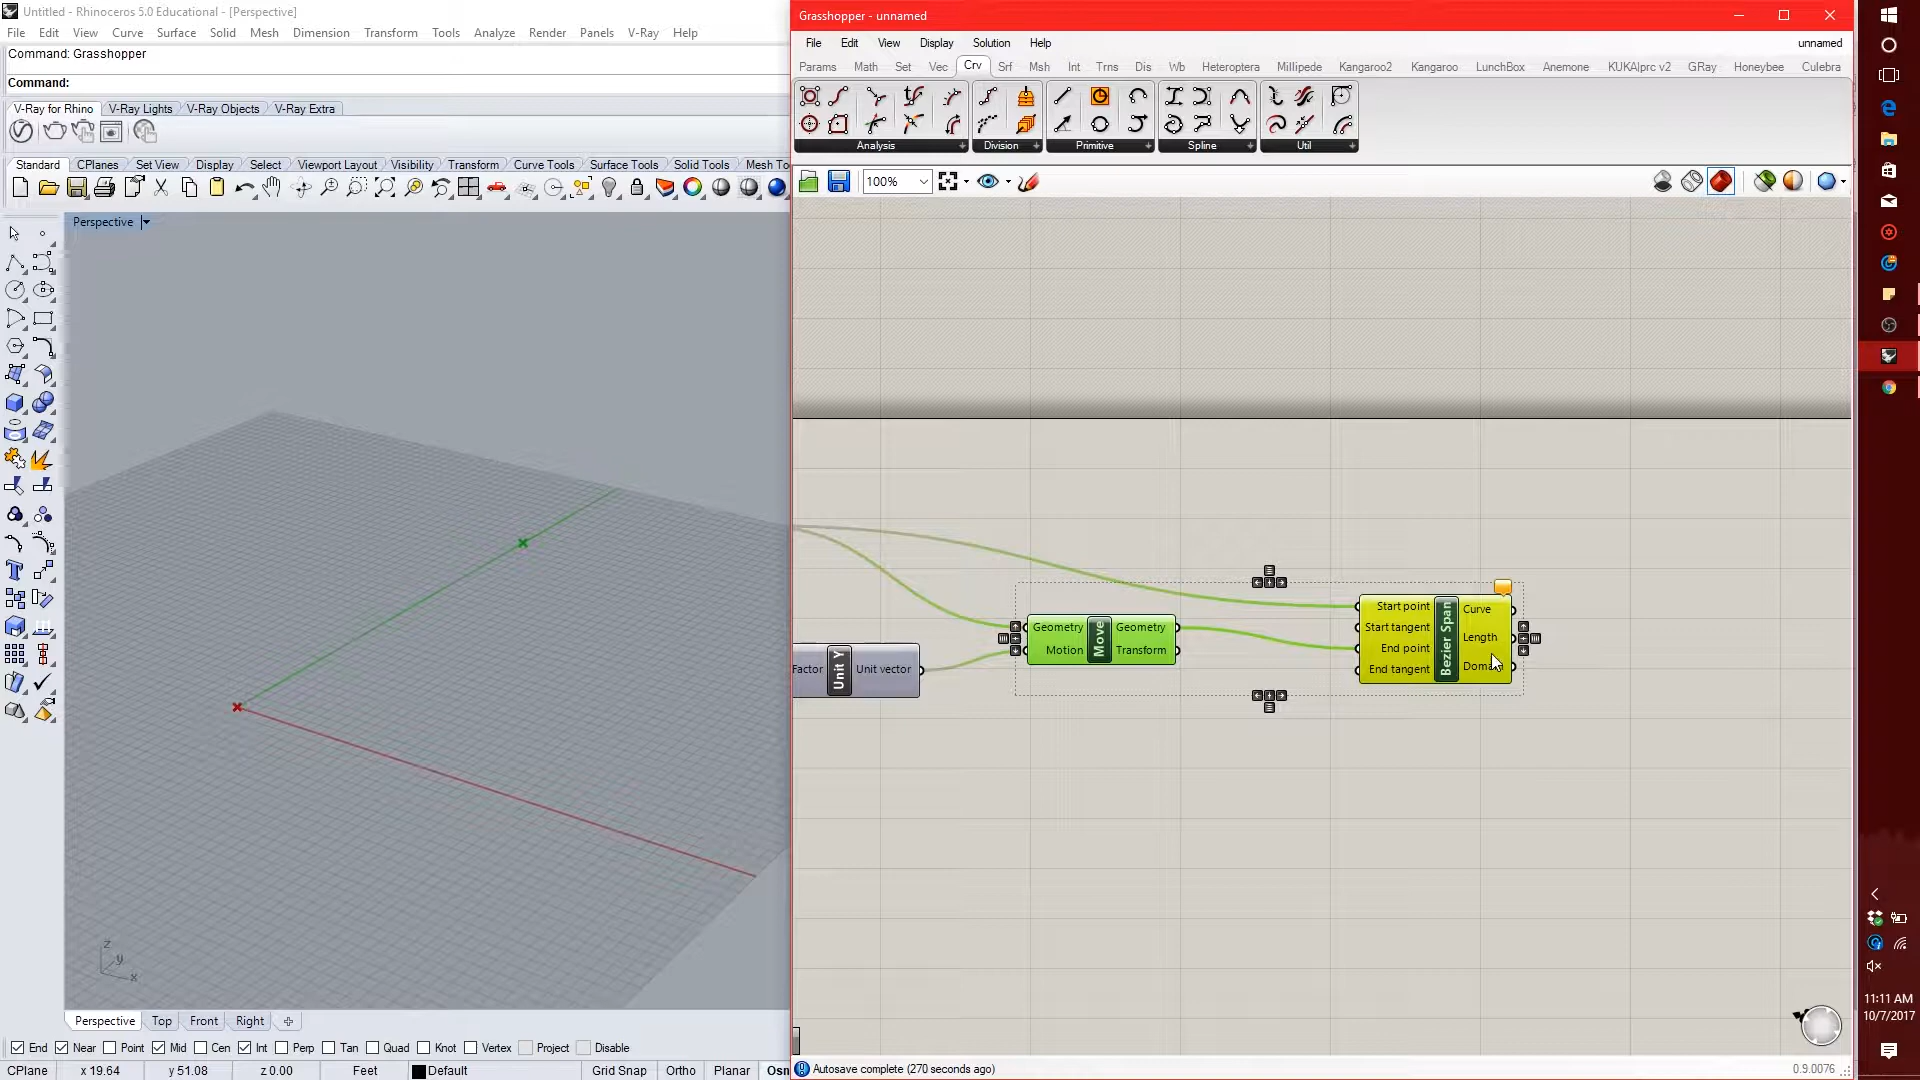 Untitled - Rhinoceros 5.0 Educational - [Perspective]
File Edit View Curve Surface Solid Mesh Dimension Transform Tools Analyze Render Panels V-Ray Help
Command: Grasshopper
Command:
V-Ray for Rhino V-Ray Lights V-Ray Objects V-Ray Extra
Standard CPlanes Set View Display Select Viewport Layout Visibility Transform Curve Tools Surface Tools Solid Tools Mesh To
Perspective
z
y
x
Perspective Top Front Right
End Near Point Mid Cen Int Perp Tan Quad Knot Vertex Project Disable
CPlane x 19.64 y 51.08 z 0.00 Feet Default Grid Snap Ortho Planar Osn
Grasshopper - unnamed
File Edit View Display Solution Help unnamed
Params Math Set Vec Crv Srf Msh Int Trns Dis Wb Heteroptera Millipede Kangaroo2 Kangaroo LunchBox Anemone KUKA|prc v2 GRay Honeybee Culebra
Analysis Division Primitive Spline Util
100%
Factor Unit Y Unit vector
Geometry Move Geometry
Motion Transform
Start point Bezier Span Curve
Start tangent Length
End point
End tangent Domain
Autosave complete (270 seconds ago) 0.9.0076
11:11 AM
10/7/2017